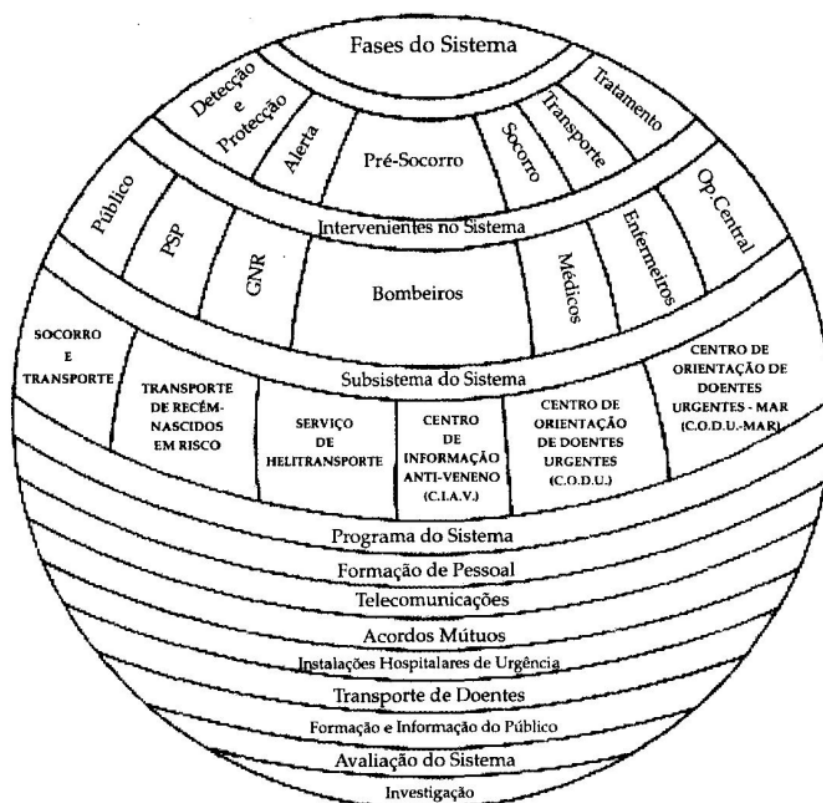 Fases do Sistema
Detecção
e
Protecção
Alerta
Pré-Socorro
Socorro
Transporte
Tratamento
Intervenientes no Sistema
Público
PSP
GNR
Bombeiros
Médicos
Enfermeiros
Op.Central
Subsistema do Sistema
SOCORRO
E
TRANSPORTE
TRANSPORTE
DE RECÉM-
NASCIDOS
EM RISCO
SERVIÇO
DE
HELITRANSPORTE
CENTRO
DE
INFORMAÇÃO
ANTI-VENENO
(C.I.A.V.)
CENTRO DE
ORIENTAÇÃO
DE DOENTES
URGENTES
(C.O.D.U.)
CENTRO DE
ORIENTAÇÃO DE
DOENTES
URGENTES - MAR
(C.O.D.U.-MAR)
Programa do Sistema
Formação de Pessoal
Telecomunicações
Acordos Mútuos
Instalações Hospitalares de Urgência
Transporte de Doentes
Formação e Informação do Público
Avaliação do Sistema
Investigação